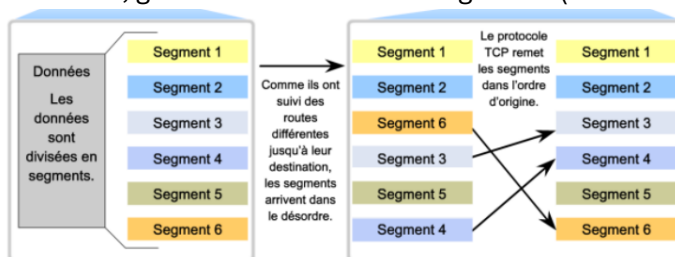 Données
Les
données
sont
divisées en
segments.
Segment 1
Segment 2
Segment 3
Segment 4
Segment 5
Segment 6
Comme ils ont
suivi des
routes
différentes
jusqu'à leur
destination,
les segments
arrivent dans
le désordre.
Segment 1
Segment 2
Segment 6
Segment 3
Segment 5
Segment 4
Le protocole
TCP remet
les segments
dans l'ordre
d'origine.
Segment 1
Segment 2
Segment 3
Segment 4
Segment 5
Segment 6